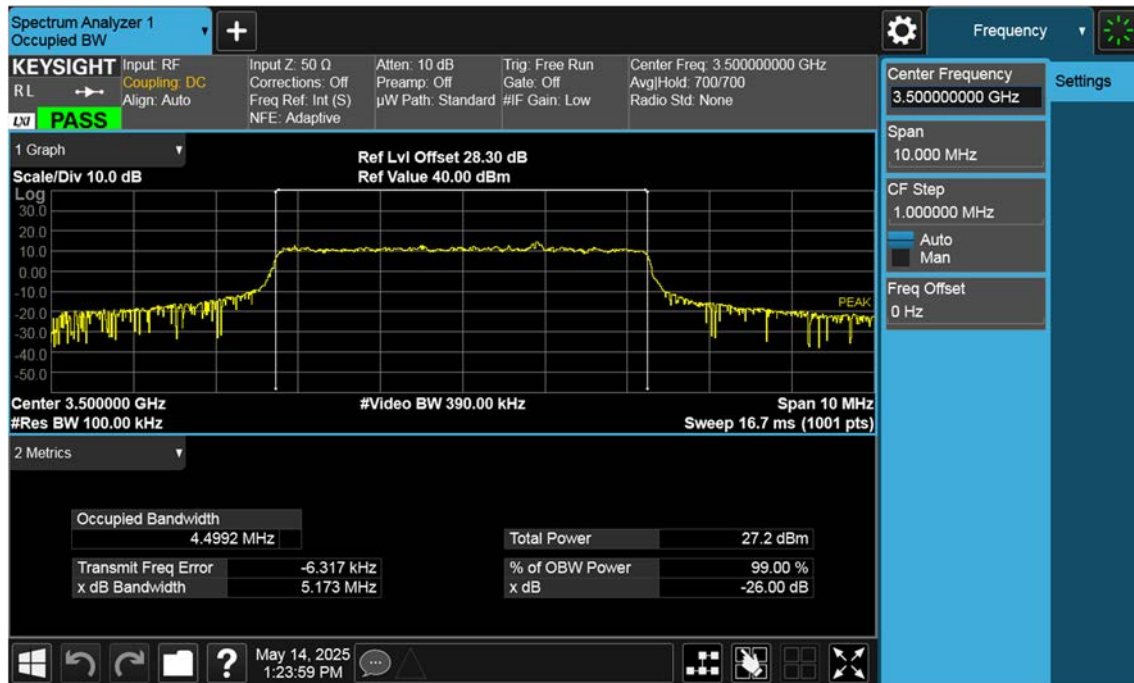 Spectrum Analyzer 1
Occupied BW
Frequency
KEYSIGHT
RL
LXI PASS
Input: RF
Coupling: DC
Align: Auto
Input Z: 50 Ω
Corrections: Off
Freq Ref: Int (S)
NFE: Adaptive
Atten: 10 dB
Preamp: Off
µW Path: Standard
Trig: Free Run
Gate: Off
#IF Gain: Low
Center Freq: 3.500000000 GHz
Avg|Hold: 700/700
Radio Std: None
Center Frequency
3.500000000 GHz
Settings
Span
10.000 MHz
CF Step
1.000000 MHz
Auto
Man
Freq Offset
0 Hz
1 Graph
Scale/Div 10.0 dB
Ref Lvl Offset 28.30 dB
Ref Value 40.00 dBm
Log
30.0
20.0
10.0
0.00
-10.0
-20.0
-30.0
-40.0
-50.0
PEAK
Center 3.500000 GHz
#Video BW 390.00 kHz
Span 10 MHz
#Res BW 100.00 kHz
Sweep 16.7 ms (1001 pts)
2 Metrics
Occupied Bandwidth
4.4992 MHz
Total Power 27.2 dBm
Transmit Freq Error -6.317 kHz
% of OBW Power 99.00 %
x dB Bandwidth 5.173 MHz
x dB -26.00 dB
?
May 14, 2025
1:23:59 PM